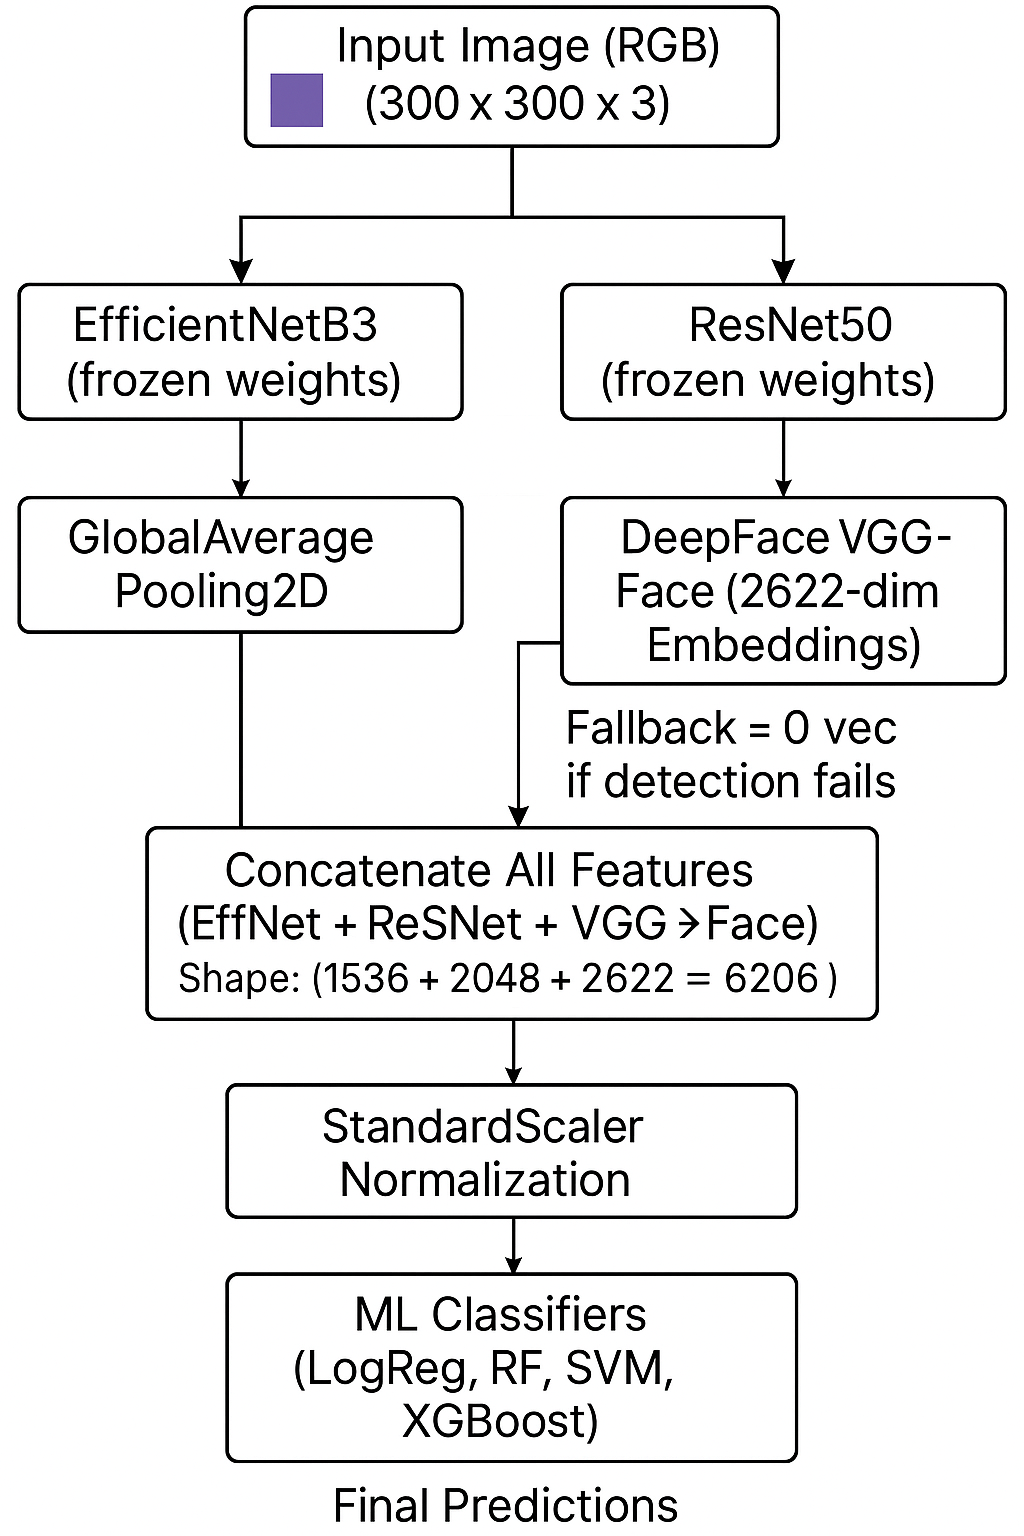 Input Image (RGB)
(300 x 300 x 3)
EfficientNetB3
(frozen weights)
ResNet50
(frozen weights)
GlobalAverage
Pooling2D
DeepFace VGG-
Face (2622-dim
Embeddings)
Fallback = 0 vec
if detection fails
Concatenate All Features
(EffNet + ReSNet + VGG → Face)
Shape: (1536 + 2048 + 2622 = 6206 )
StandardScaler
Normalization
ML Classifiers
(LogReg, RF, SVM,
XGBoost)
Final Predictions